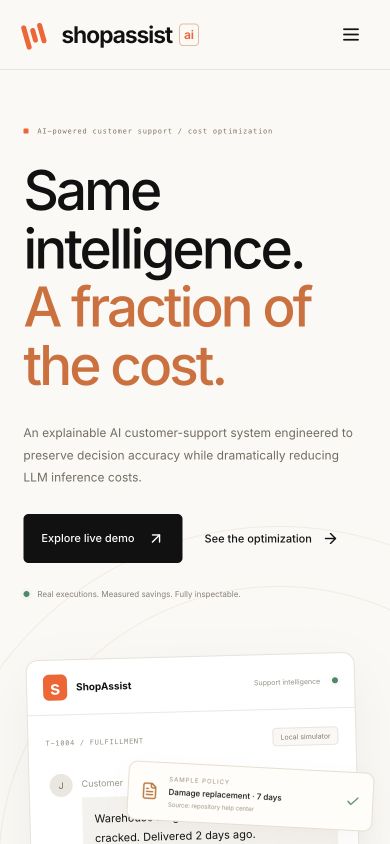 shopassist ai
AI-powered customer support / cost optimization
Same
intelligence.
A fraction of
the cost.
An explainable AI customer-support system engineered to
preserve decision accuracy while dramatically reducing
LLM inference costs.
Explore live demo
See the optimization
Real executions. Measured savings. Fully inspectable.
S ShopAssist
Support intelligence
T-1004 / FULFILLMENT
Local simulator
J Customer
SAMPLE POLICY
Damage replacement · 7 days
Source: repository help center
cracked. Delivered 2 days ago.